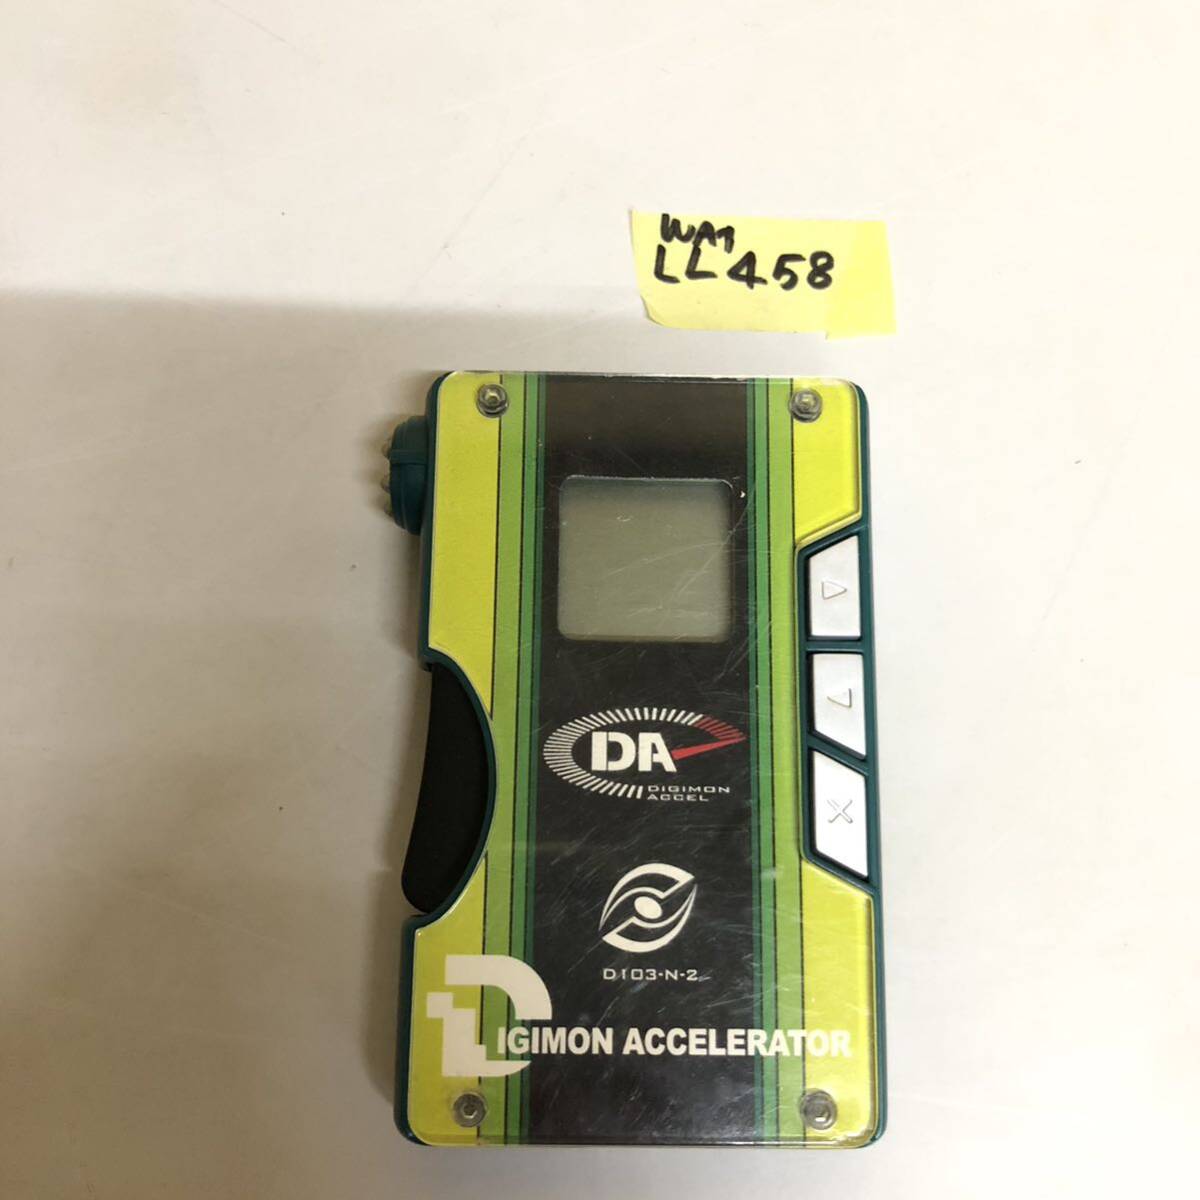 WA1
LL458
DA
DIGIMON
ACCEL
D103-N-2
DIGIMON ACCELERATOR